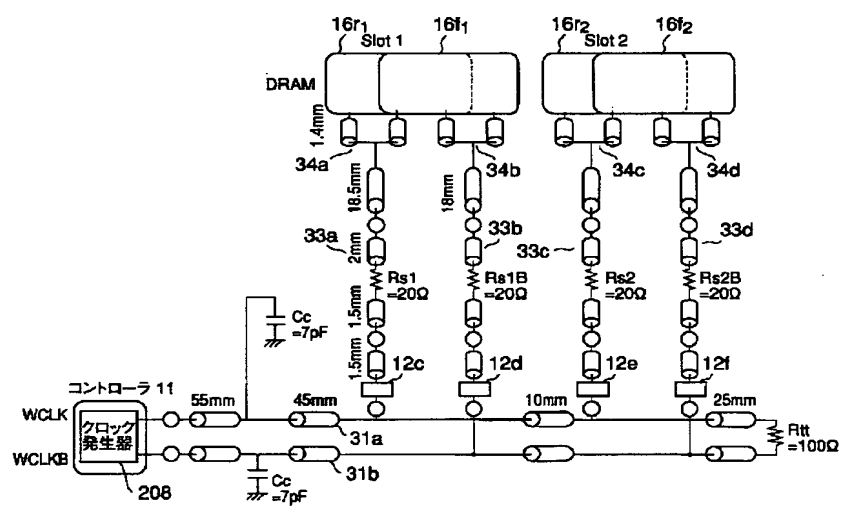 16r1
Slot 1
16f1
16r2
Slot 2
16f2
DRAM
1.4mm
34a
34b
34c
34d
18.5mm
18mm
33a
33b
33c
33d
2mm
Rs1
=20Ω
Rs1B
=20Ω
Rs2
=20Ω
Rs2B
=20Ω
1.5mm
Cc
=7pF
1.5mm
12c
12d
12e
12f
コントローラ 11
55mm
45mm
10mm
25mm
WCLK
クロック
発生器
31a
Rtt
=100Ω
WCLKB
31b
208
Cc
=7pF